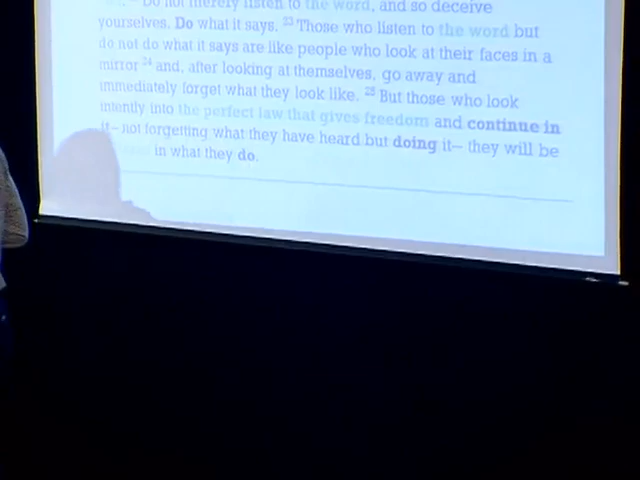 Do not merely listen to the word, and so deceive
yourselves. Do what it says. 23 Those who listen to the word but
do not do what it says are like people who look at their faces in a
mirror 24 and, after looking at themselves, go away and
immediately forget what they look like. 25 But those who look
intently into the perfect law that gives freedom and continue in
it– not forgetting what they have heard but doing it– they will be
in what they do.